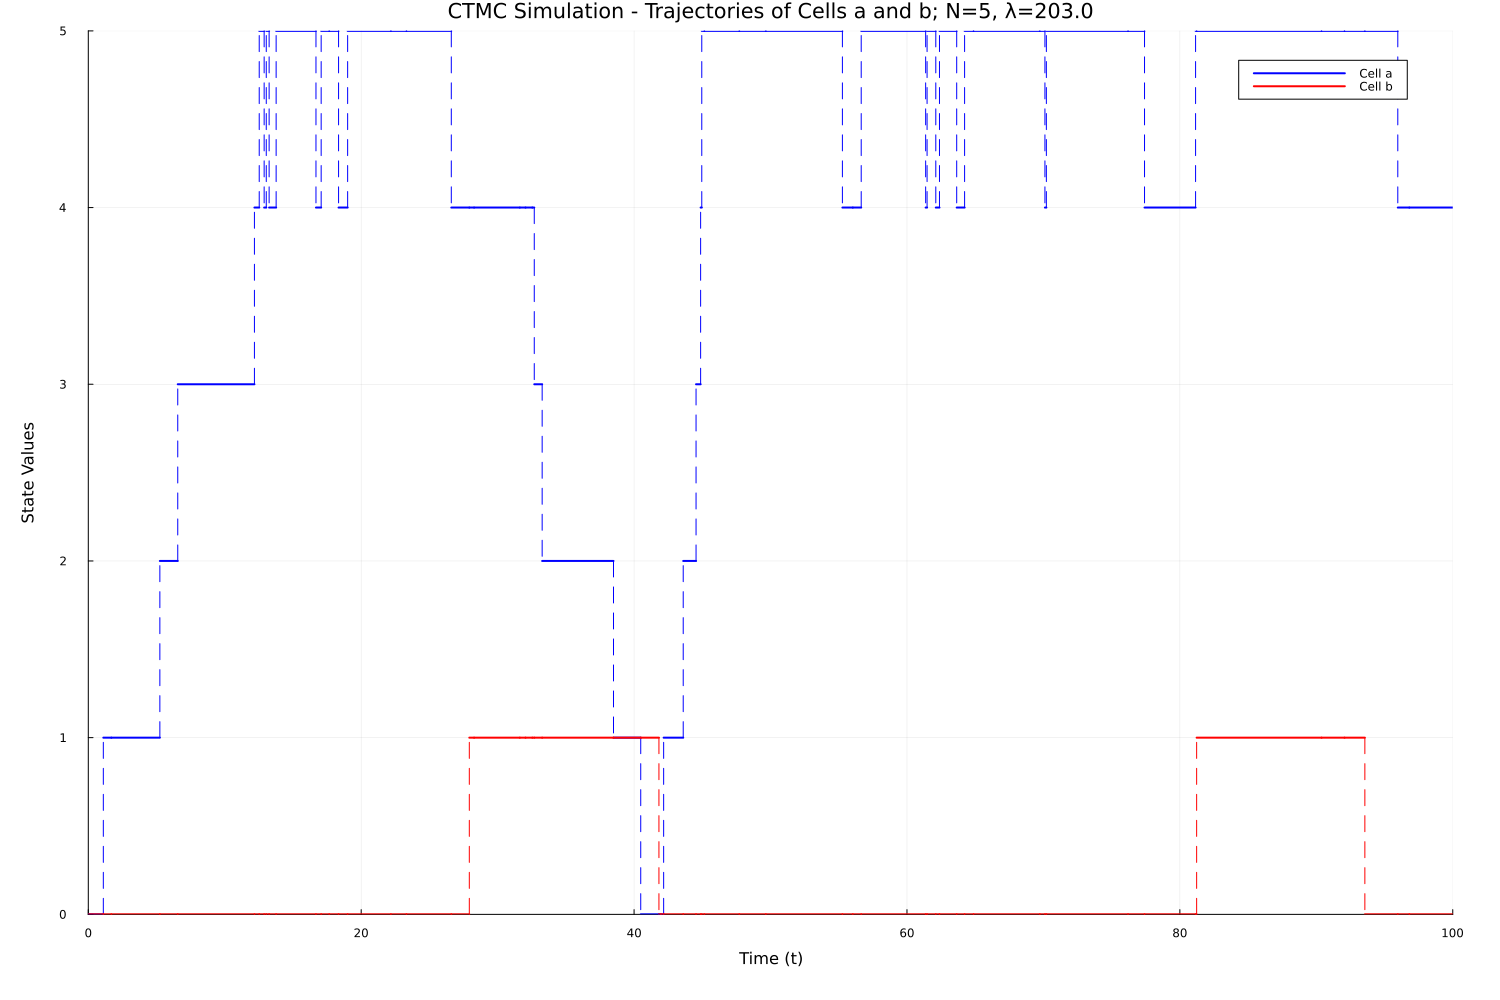 CTMC Simulation - Trajectories of Cells a and b; N=5, λ=203.0
5
Cell a
Cell b
4
3
State Values
2
1
0
0 20 40 60 80 100
Time (t)